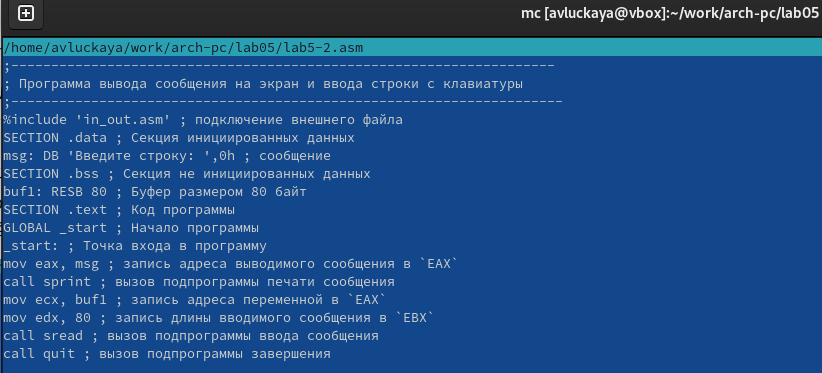 mc [avluckaya@vbox]:~/work/arch-pc/lab05
/home/avluckaya/work/arch-pc/lab05/lab5-2.asm
;--------------------------------------------------------------------
; Программа вывода сообщения на экран и ввода строки с клавиатуры
;---------------------------------------------------------------------
%include 'in_out.asm' ; подключение внешнего файла
SECTION .data ; Секция инициированных данных
msg: DB 'Введите строку: ',0h ; сообщение
SECTION .bss ; Секция не инициированных данных
buf1: RESB 80 ; Буфер размером 80 байт
SECTION .text ; Код программы
GLOBAL _start ; Начало программы
_start: ; Точка входа в программу
mov eax, msg ; запись адреса выводимого сообщения в `EAX`
call sprint ; вызов подпрограммы печати сообщения
mov ecx, buf1 ; запись адреса переменной в `EAX`
mov edx, 80 ; запись длины вводимого сообщения в `EBX`
call sread ; вызов подпрограммы ввода сообщения
call quit ; вызов подпрограммы завершения